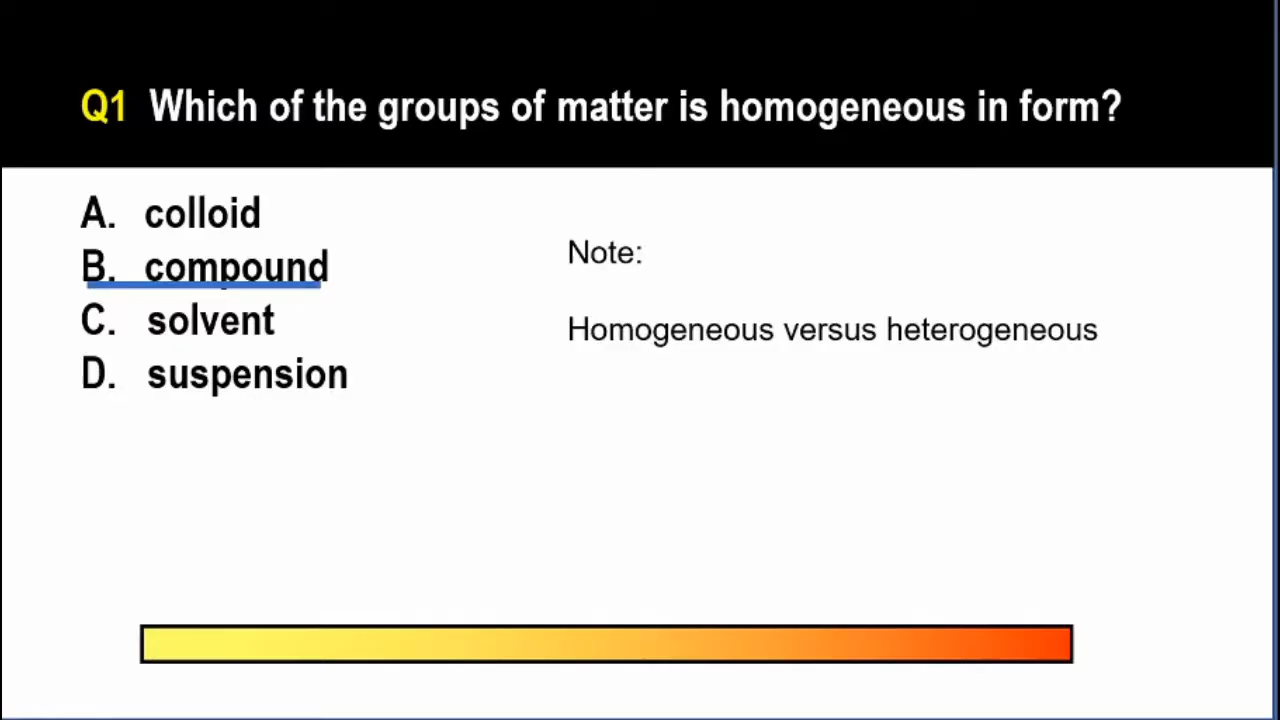 Q1 Which of the groups of matter is homogeneous in form?
A. colloid
B. compound
C. solvent
D. suspension
Note:
Homogeneous versus heterogeneous